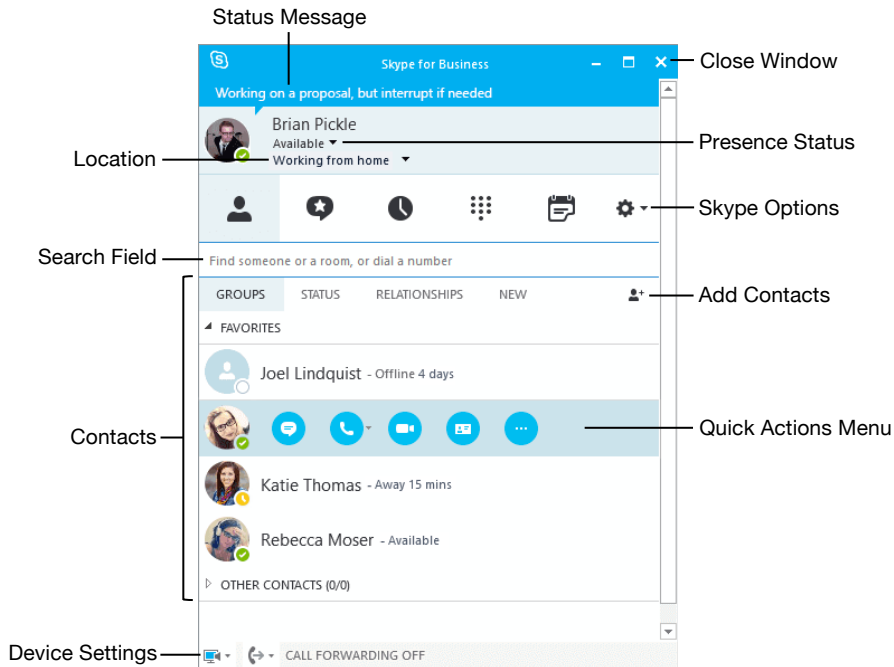 Status Message
Skype for Business
Close Window
Working on a proposal, but interrupt if needed
Brian Pickle
Available
Presence Status
Location
Working from home
Skype Options
Search Field
Find someone or a room, or dial a number
GROUPS STATUS RELATIONSHIPS NEW
Add Contacts
FAVORITES
Joel Lindquist - Offline 4 days
Contacts
Quick Actions Menu
Katie Thomas - Away 15 mins
Rebecca Moser - Available
OTHER CONTACTS (0/0)
Device Settings
CALL FORWARDING OFF